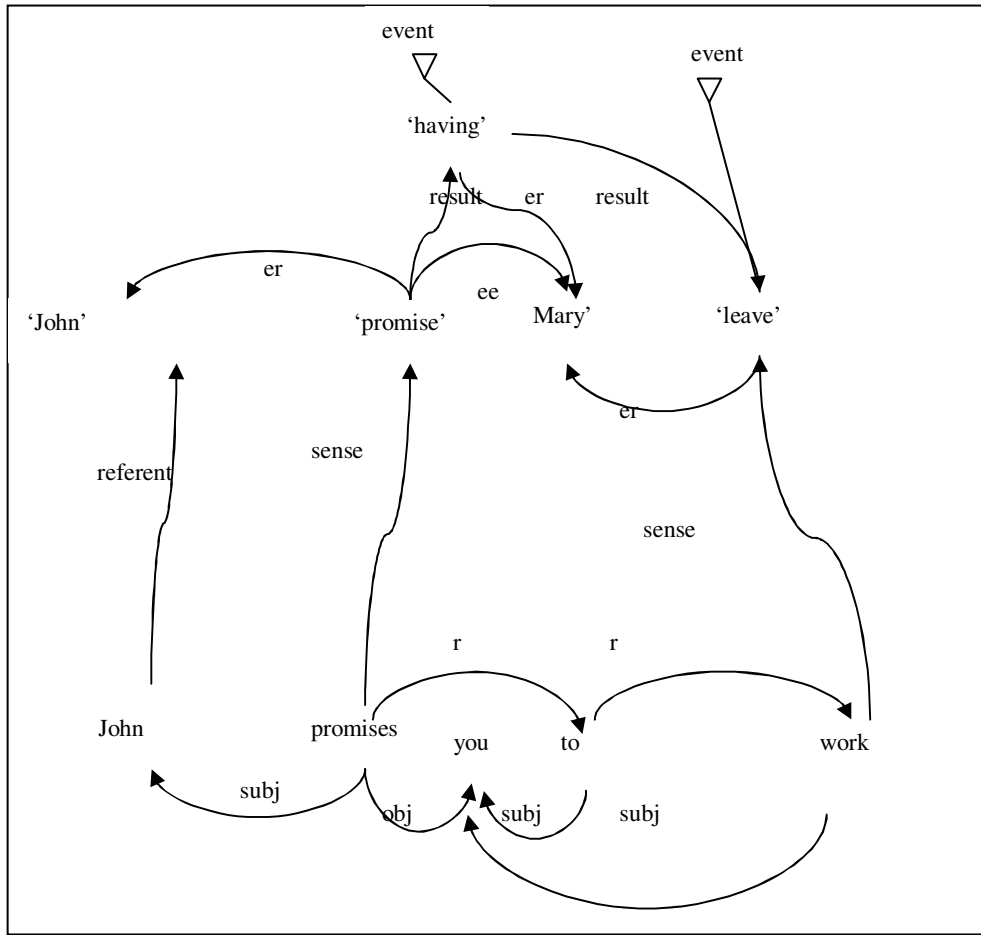 event
event
‘having’
result er result
er
ee
‘John’ ‘promise’ Mary’ ‘leave’
er
sense
referent
sense
r r
John promises you to work
subj
obj subj subj